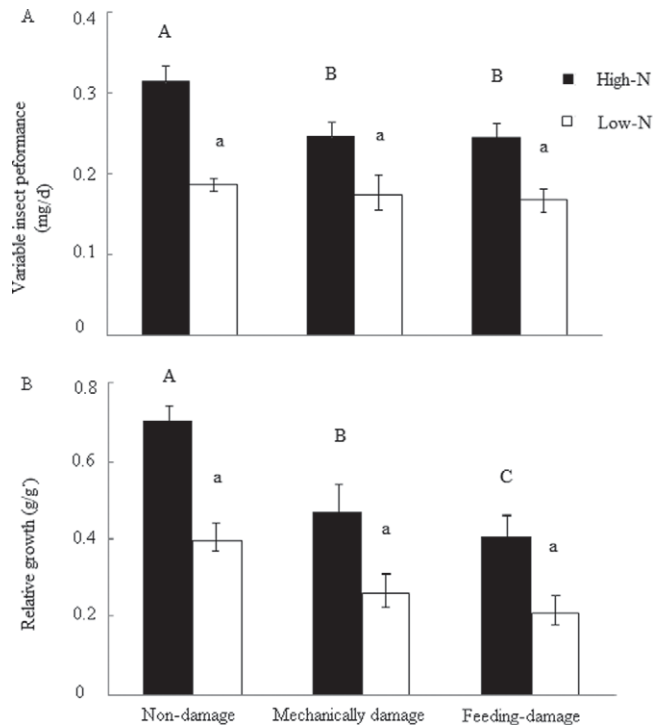 A
0.4
0.3
0.2
0.1
0
Variable insect peformance
(mg/d)
A
a
B
a
B
a
High-N
Low-N
B
0.8
0.6
0.4
0.2
0
Relative growth (g/g)
A
a
B
a
C
a
Non-damage Mechanically damage Feeding-damage